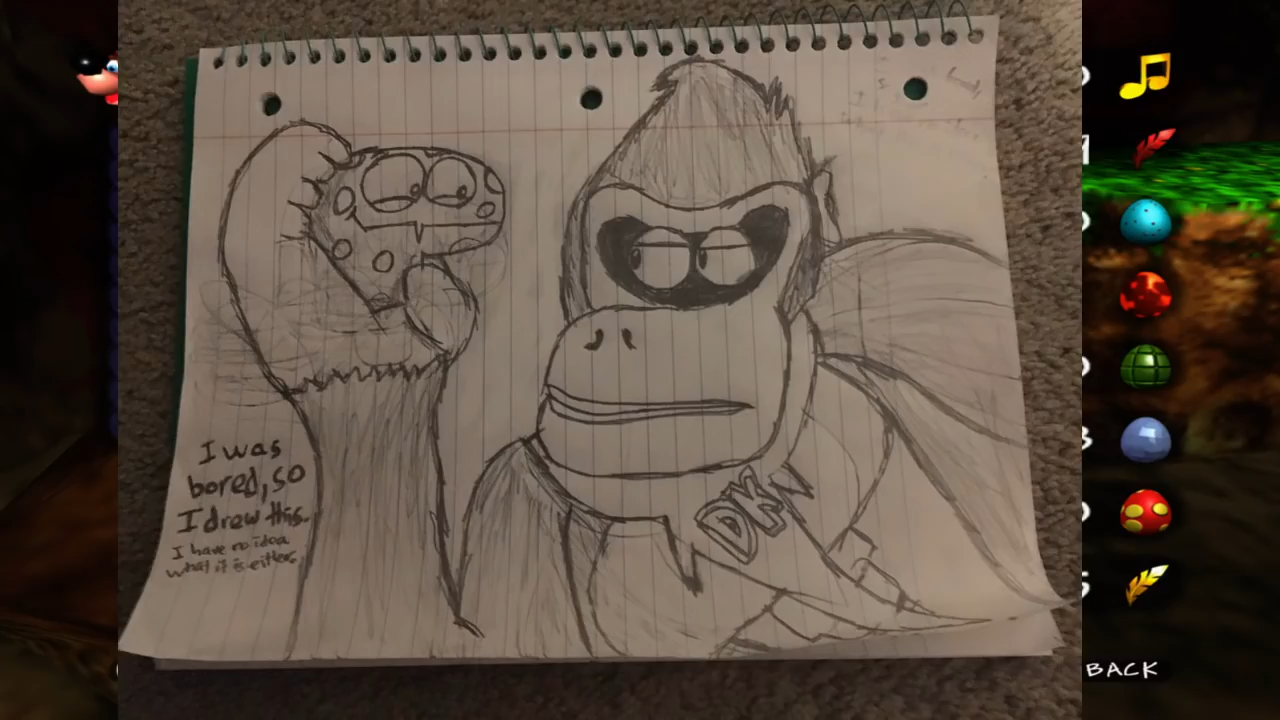 I was
bored, so
I drew this.
I have no idea
what it is either.
DK
BACK